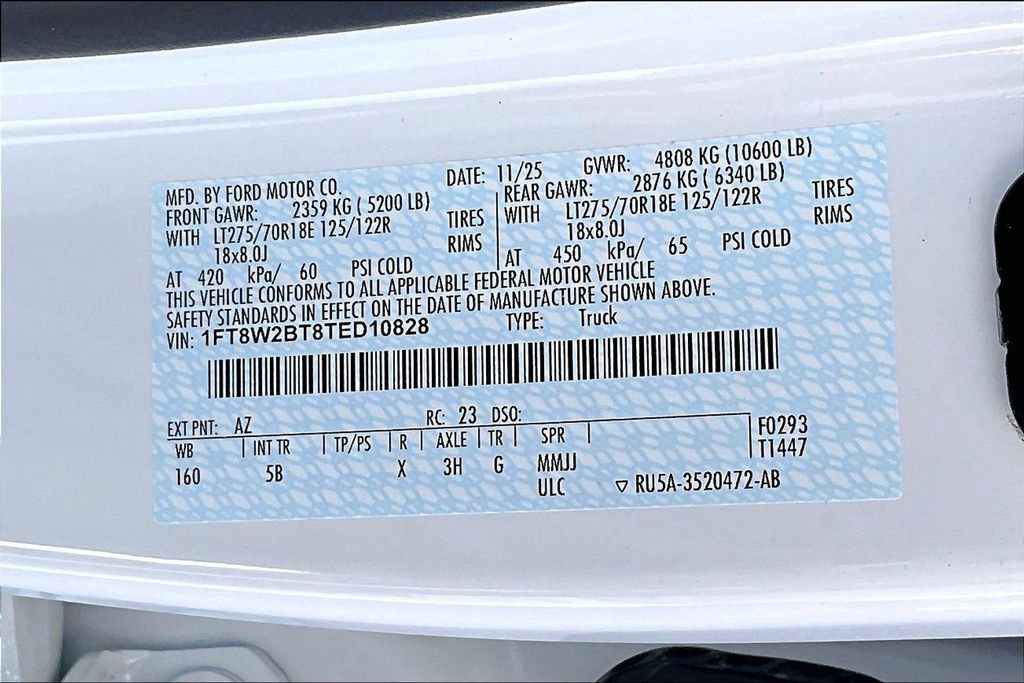 MFD. BY FORD MOTOR CO. DATE: 11/25 GVWR: 4808 KG (10600 LB)
FRONT GAWR: 2359 KG ( 5200 LB) REAR GAWR: 2876 KG ( 6340 LB)
WITH LT275/70R18E 125/122R TIRES WITH LT275/70R18E 125/122R TIRES
18x8.0J RIMS 18x8.0J RIMS
AT 420 kPa/ 60 PSI COLD AT 450 kPa/ 65 PSI COLD
THIS VEHICLE CONFORMS TO ALL APPLICABLE FEDERAL MOTOR VEHICLE
SAFETY STANDARDS IN EFFECT ON THE DATE OF MANUFACTURE SHOWN ABOVE.
VIN: 1FT8W2BT8TED10828 TYPE: Truck
EXT PNT: AZ RC: 23 DSO:
WB INT TR TP/PS R AXLE TR SPR F0293
160 5B X 3H G MMJJ T1447
ULC ▽ RU5A-3520472-AB